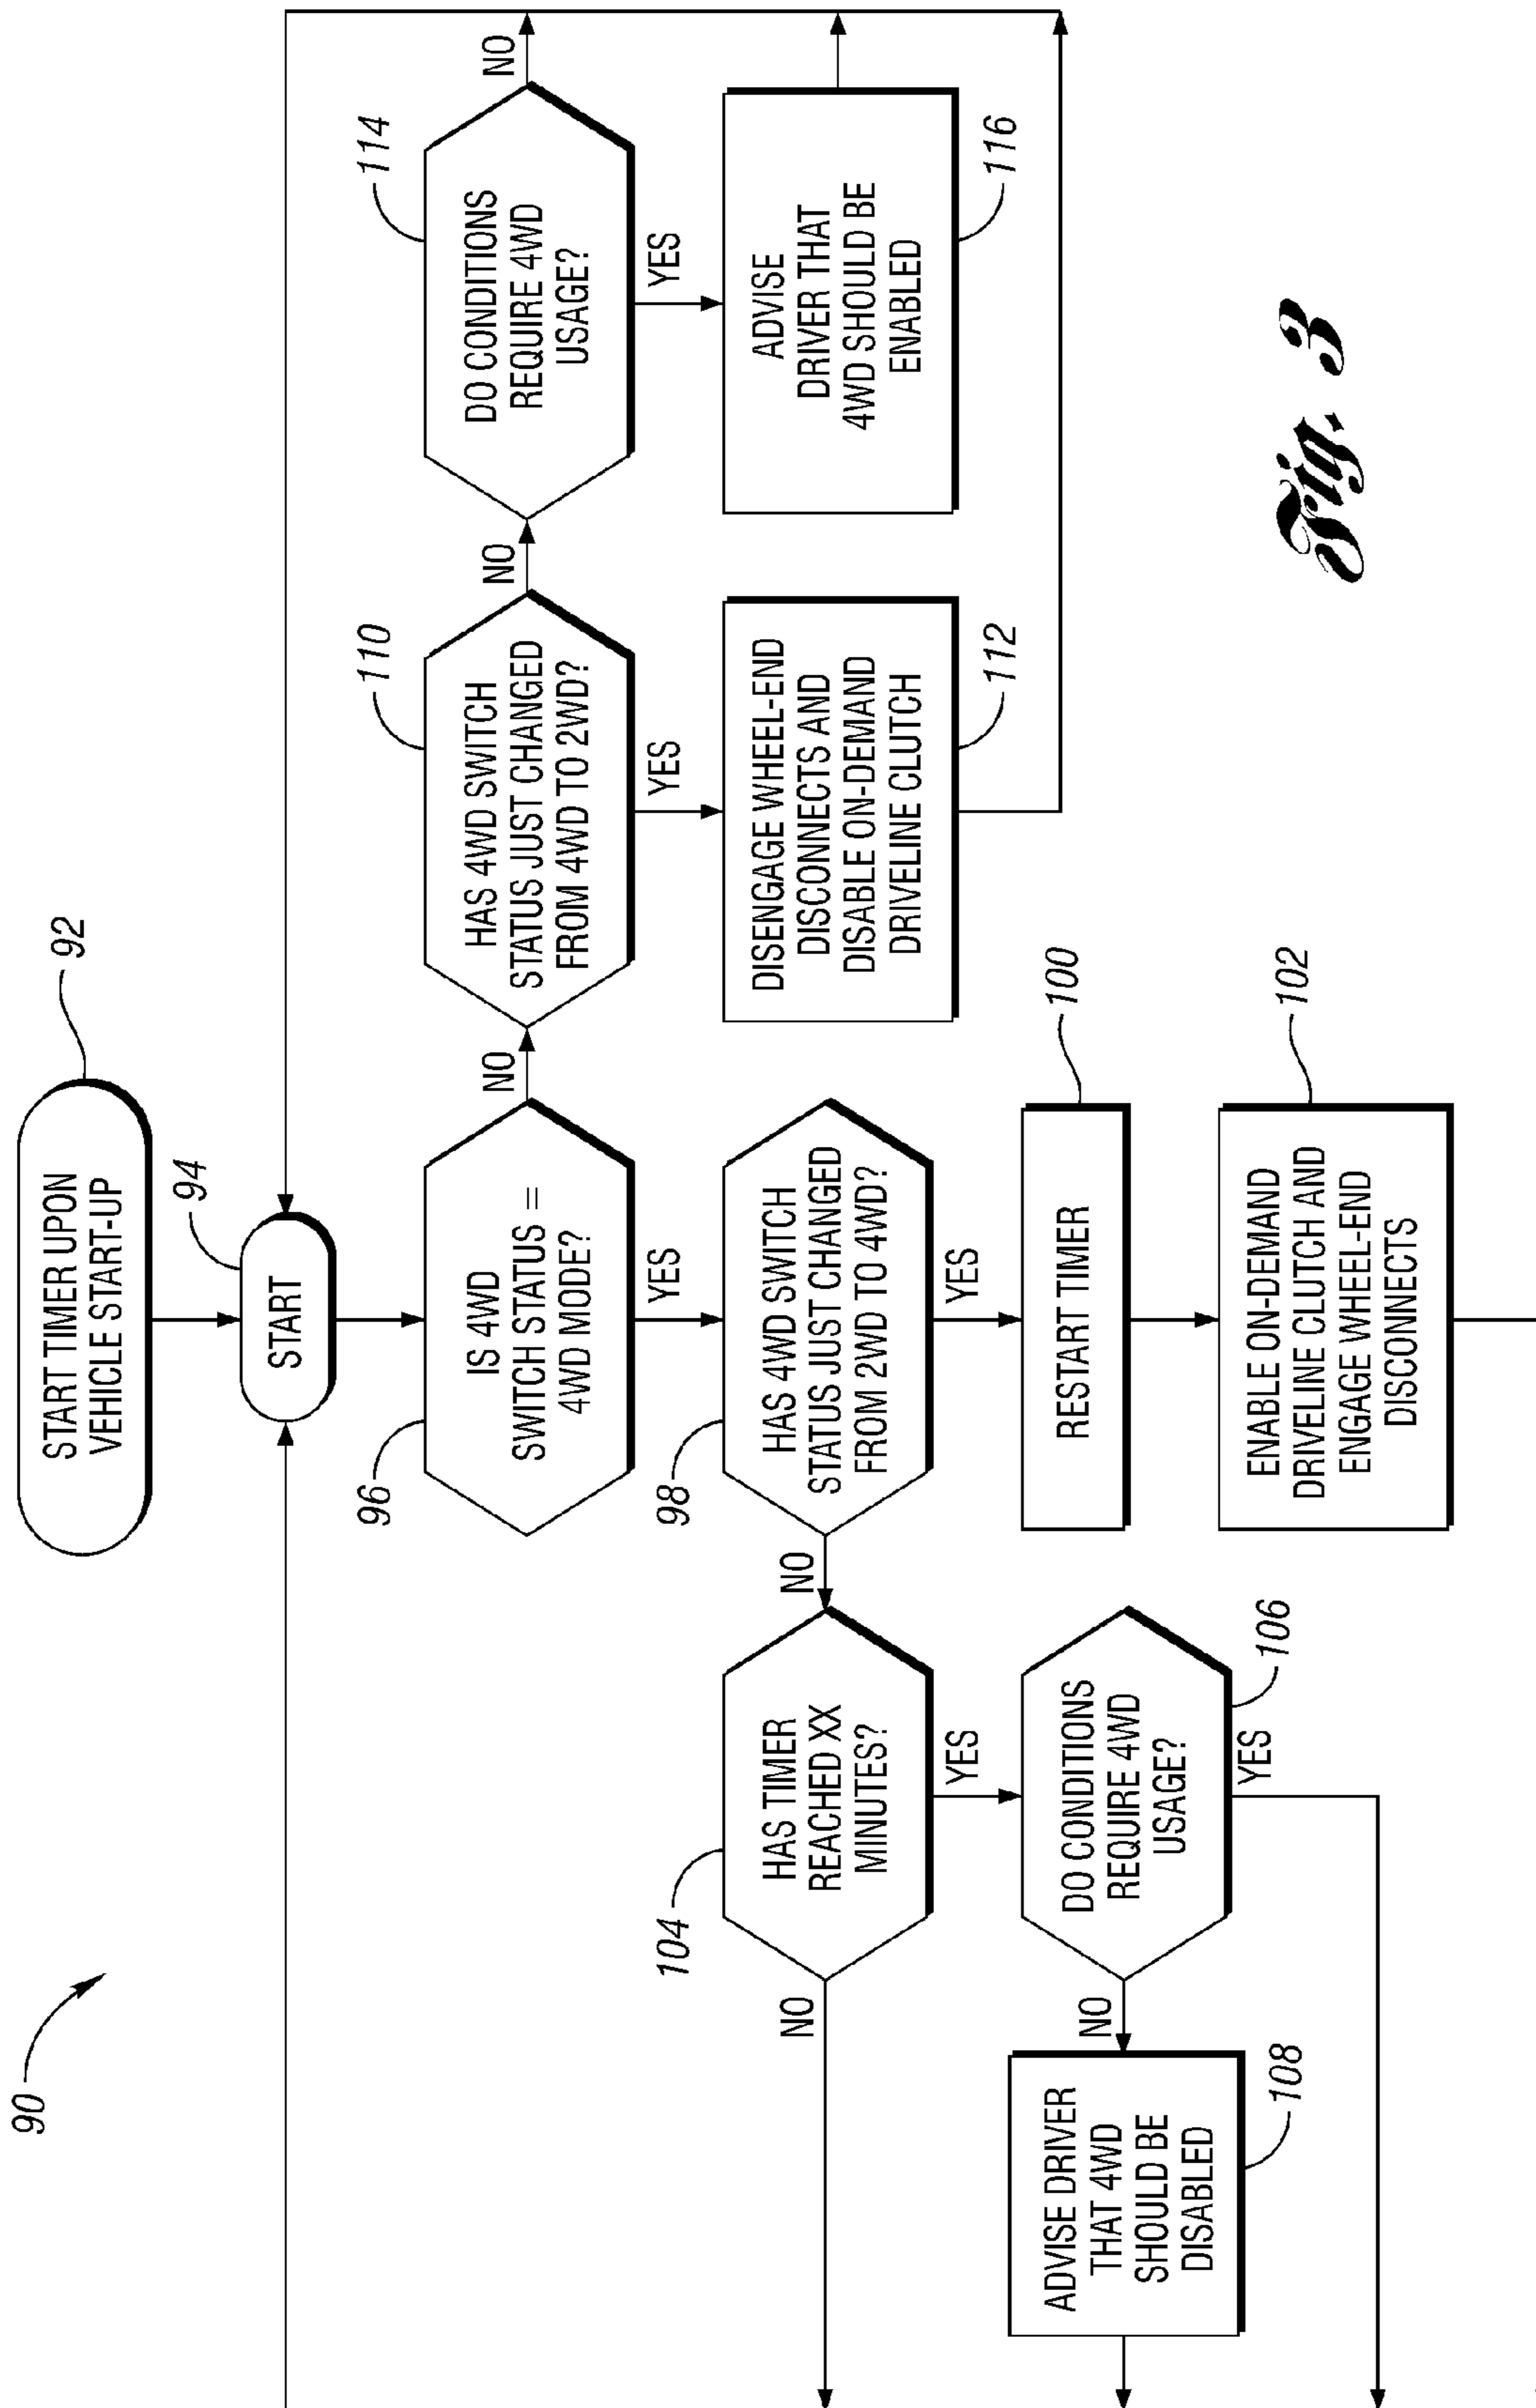 90
START TIMER UPON
VEHICLE START-UP
92
START
94
IS 4WD
SWITCH STATUS =
4WD MODE?
96
NO
YES
HAS 4WD SWITCH
STATUS JUST CHANGED
FROM 4WD TO 2WD?
110
NO
YES
DO CONDITIONS
REQUIRE 4WD
USAGE?
114
NO
YES
HAS TIMER
REACHED XX
MINUTES?
104
NO
YES
NO
HAS 4WD SWITCH
STATUS JUST CHANGED
FROM 2WD TO 4WD?
98
YES
DISENGAGE WHEEL-END
DISCONNECTS AND
DISABLE ON-DEMAND
DRIVELINE CLUTCH
112
ADVISE
DRIVER THAT
4WD SHOULD BE
ENABLED
116
ADVISE DRIVER
THAT 4WD
SHOULD BE
DISABLED
108
NO
DO CONDITIONS
REQUIRE 4WD
USAGE?
106
YES
RESTART TIMER
100
ENABLE ON-DEMAND
DRIVELINE CLUTCH AND
ENGAGE WHEEL-END
DISCONNECTS
102
Fig. 3